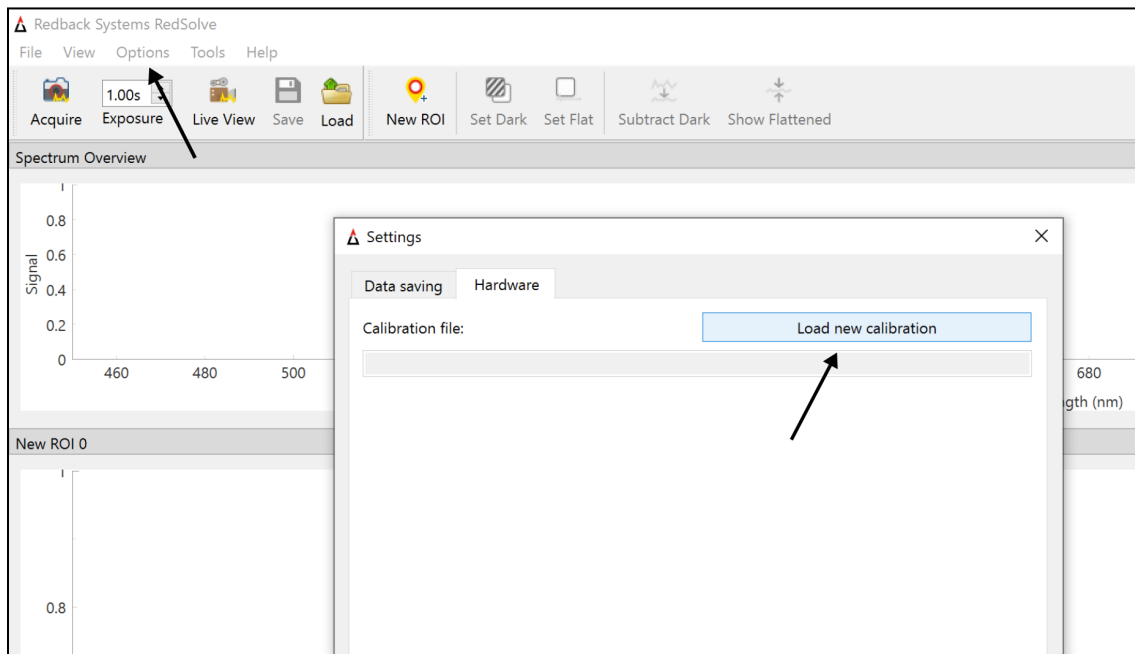 Redback Systems RedSolve
File View Options Tools Help
1.00s
Acquire Exposure Live View Save Load New ROI Set Dark Set Flat Subtract Dark Show Flattened
Spectrum Overview
1
0.8
0.6
0.4
0.2
0
Signal
460 480 500 680
gth (nm)
Settings
Data saving Hardware
Calibration file: Load new calibration
New ROI 0
1
0.8